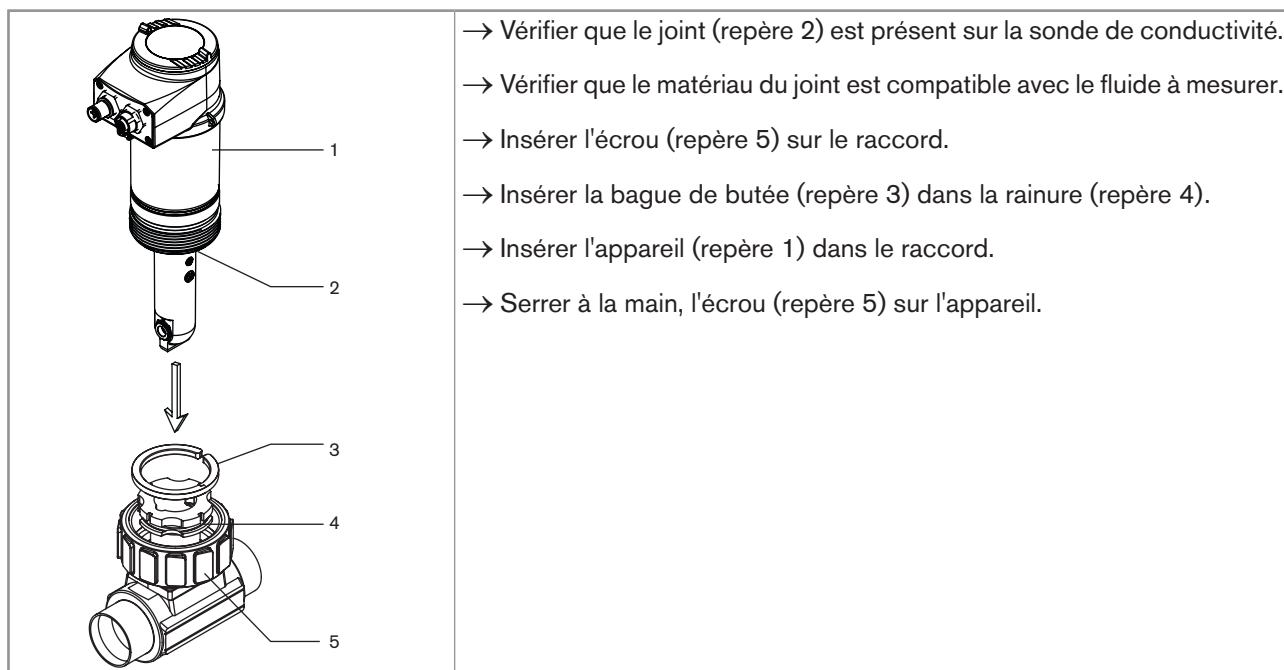 → Vérifier que le joint (repère 2) est présent sur la sonde de conductivité.
→ Vérifier que le matériau du joint est compatible avec le fluide à mesurer.
→ Insérer l'écrou (repère 5) sur le raccord.
→ Insérer la bague de butée (repère 3) dans la rainure (repère 4).
→ Insérer l'appareil (repère 1) dans le raccord.
→ Serrer à la main, l'écrou (repère 5) sur l'appareil.
1
2
3
4
5